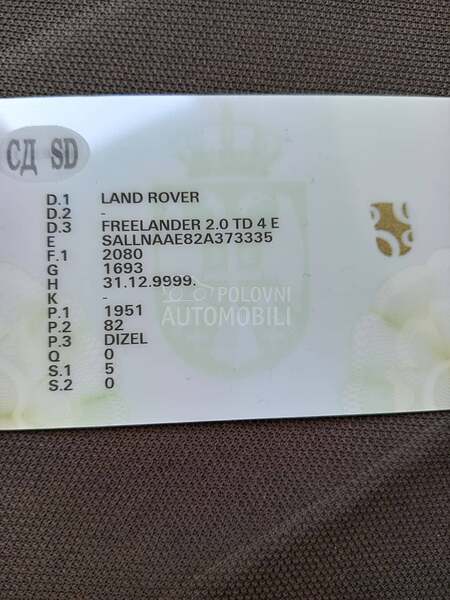 СД SD
D.1 LAND ROVER
D.2 -
D.3 FREELANDER 2.0 TD 4 E
E SALLNAAE82A373335
F.1 2080
G 1693
H 31.12.9999.
K -
P.1 1951
P.2 82
P.3 DIZEL
Q 0
S.1 5
S.2 0
POLOVNI
AUTOMOBILI